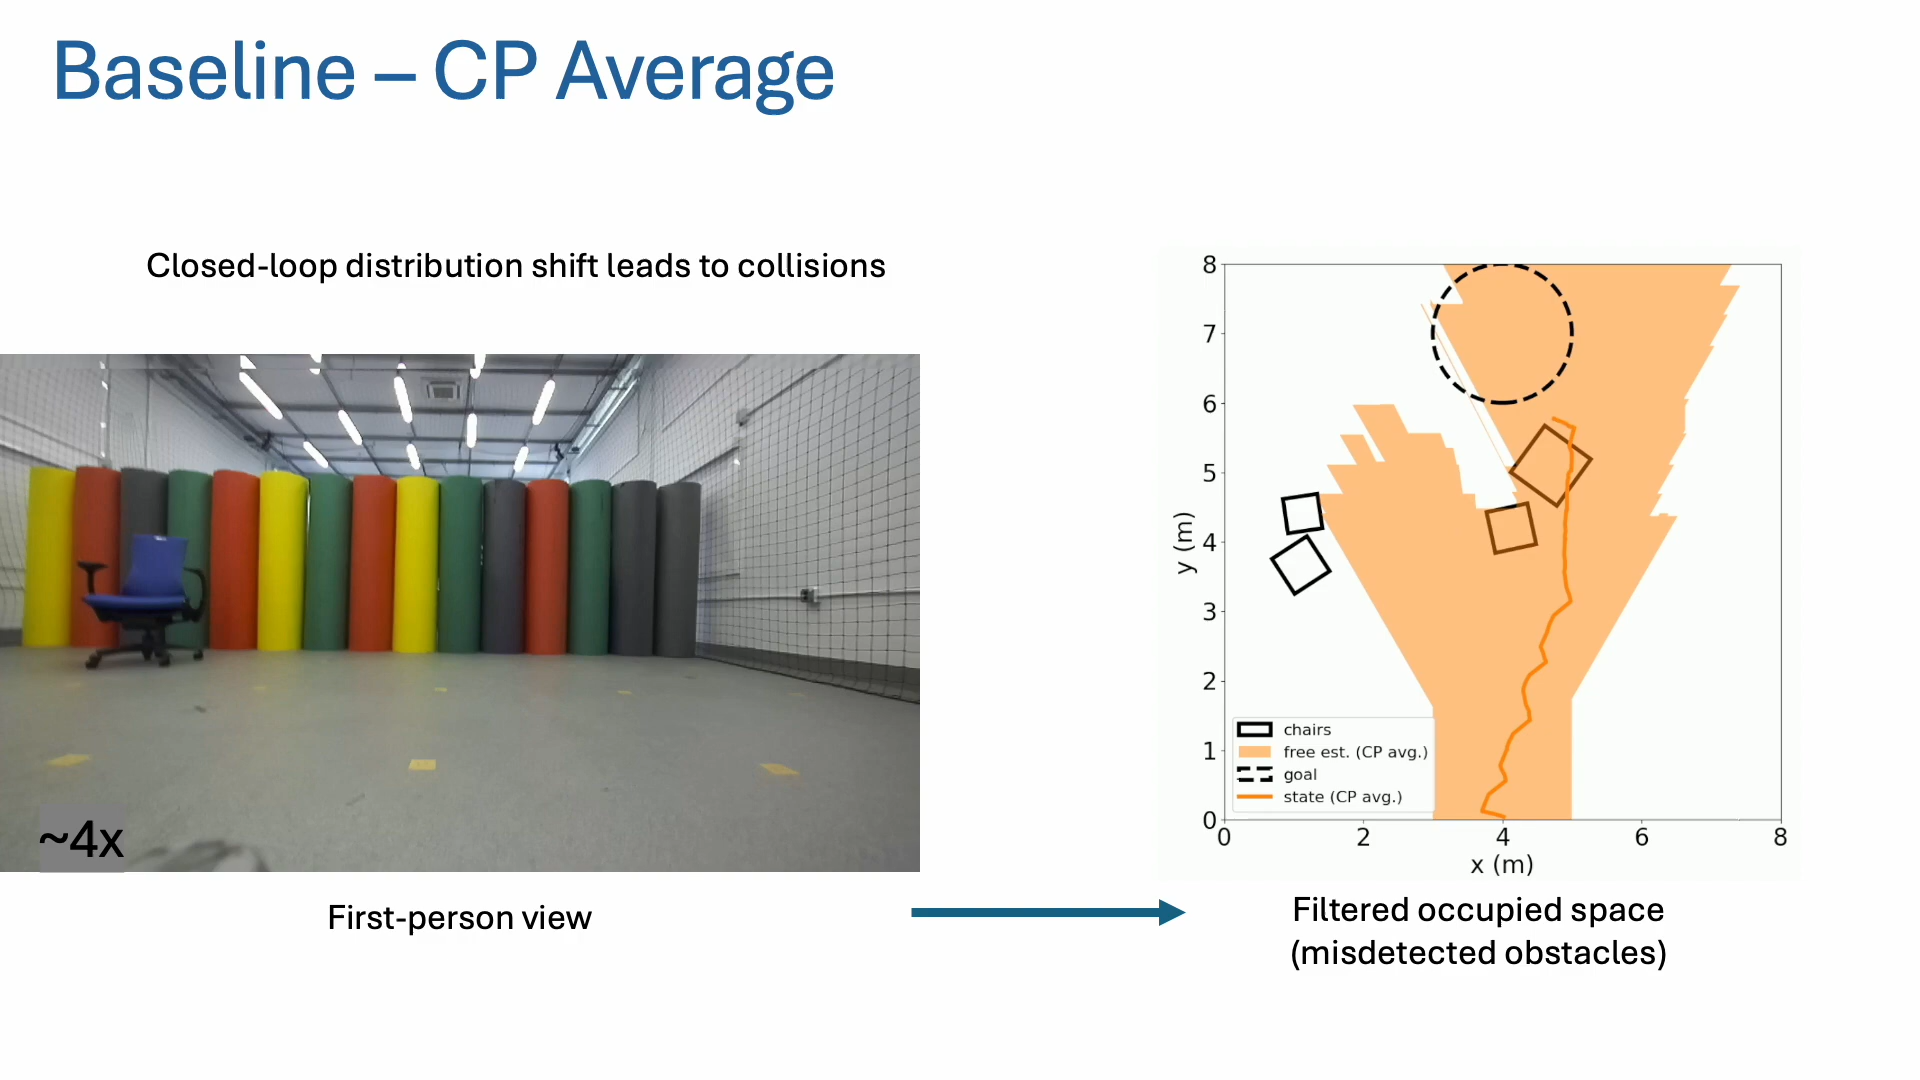 Baseline – CP Average
Closed-loop distribution shift leads to collisions
~4x
First-person view
8
7
6
5
4
3
2
1
0
y (m)
chairs
free est. (CP avg.)
goal
state (CP avg.)
0 2 4 6 8
x (m)
Filtered occupied space
(misdetected obstacles)